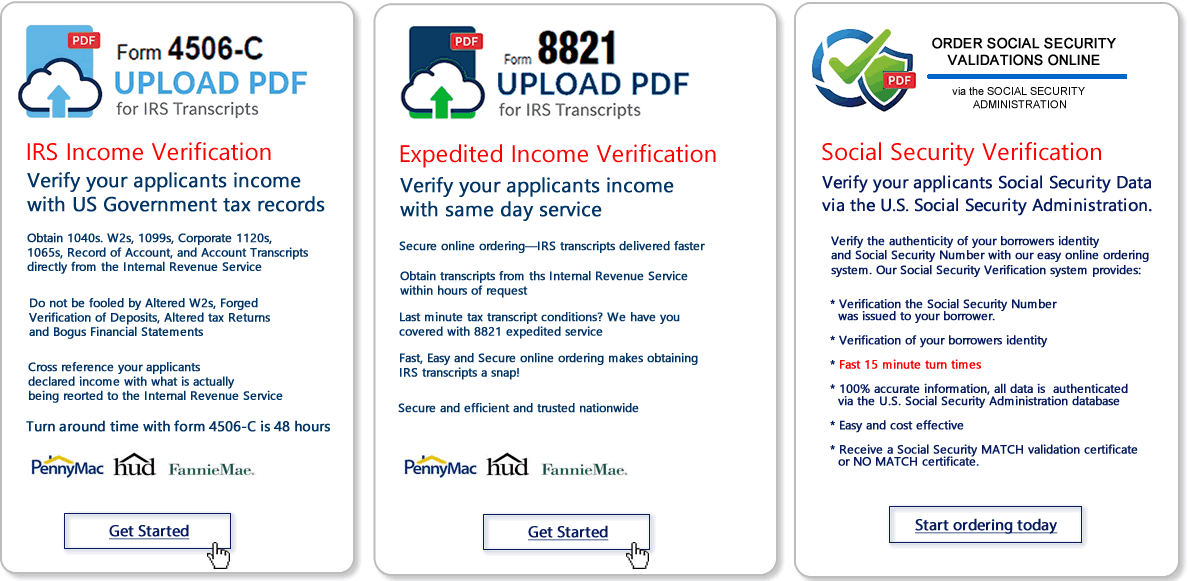 PDF
Form 4506-C
UPLOAD PDF
for IRS Transcripts
IRS Income Verification
Verify your applicants income
with US Government tax records
Obtain 1040s. W2s, 1099s, Corporate 1120s,
1065s, Record of Account, and Account Transcripts
directly from the Internal Revenue Service
Do not be fooled by Altered W2s, Forged
Verification of Deposits, Altered tax Returns
and Bogus Financial Statements
Cross reference your applicants
declared income with what is actually
being reorted to the Internal Revenue Service
Turn around time with form 4506-C is 48 hours
PennyMac hud FannieMae.
Get Started
PDF
Form 8821
UPLOAD PDF
for IRS Transcripts
Expedited Income Verification
Verify your applicants income
with same day service
Secure online ordering—IRS transcripts delivered faster
Obtain transcripts from ths Internal Revenue Service
within hours of request
Last minute tax transcript conditions? We have you
covered with 8821 expedited service
Fast, Easy and Secure online ordering makes obtaining
IRS transcripts a snap!
Secure and efficient and trusted nationwide
PennyMac hud FannieMae.
Get Started
PDF
ORDER SOCIAL SECURITY
VALIDATIONS ONLINE
via the SOCIAL SECURITY
ADMINISTRATION
Social Security Verification
Verify your applicants Social Security Data
via the U.S. Social Security Administration.
Verify the authenticity of your borrowers identity
and Social Security Number with our easy online ordering
system. Our Social Security Verification system provides:
* Verification the Social Security Number
was issued to your borrower.
* Verification of your borrowers identity
* Fast 15 minute turn times
* 100% accurate information, all data is authenticated
via the U.S. Social Security Administration database
* Easy and cost effective
* Receive a Social Security MATCH validation certificate
or NO MATCH certificate.
Start ordering today